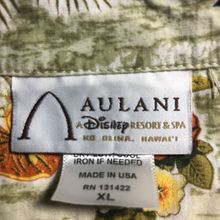 AULANI
A Disney RESORT & SPA
KO OLINA, HAWAI'I
IRON IF NEEDED
MADE IN USA
RN 131422
XL